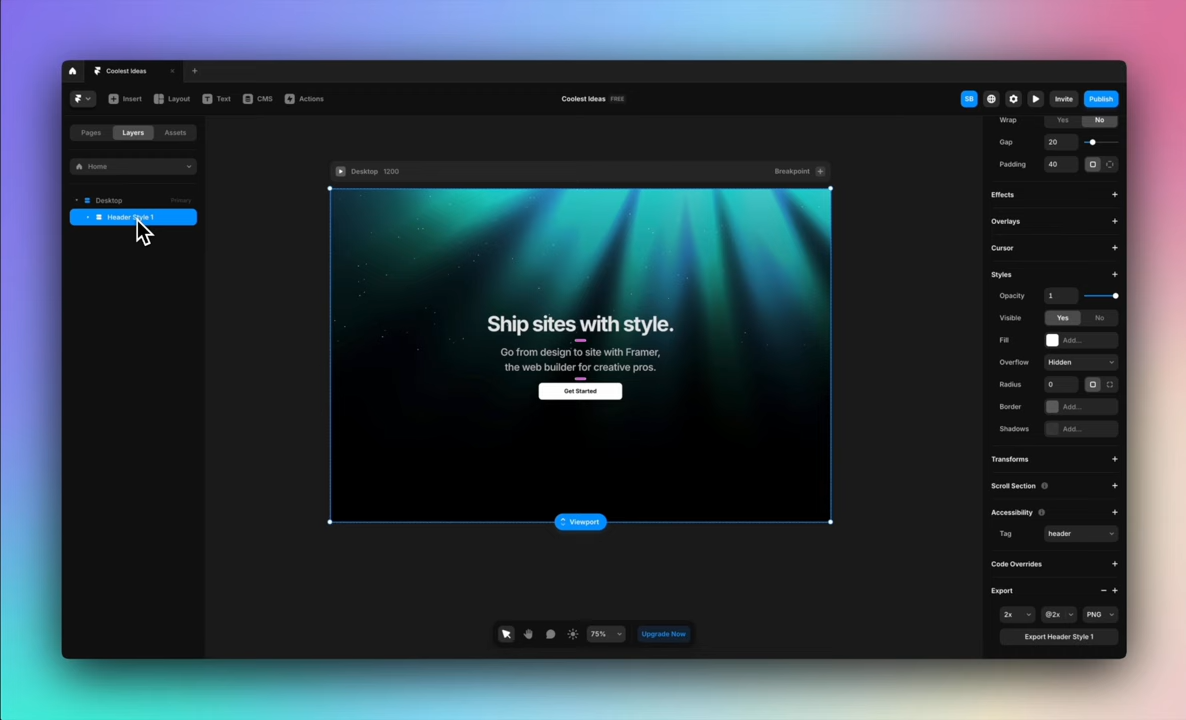 Coolest Ideas
Insert
Layout
Text
CMS
Actions
Coolest Ideas FREE
SB
Invite
Publish
Pages
Layers
Assets
Home
Desktop Primary
Header Style 1
Desktop 1200
Breakpoint
Ship sites with style.
Go from design to site with Framer,
the web builder for creative pros.
Get Started
Viewport
75%
Upgrade Now
Wrap Yes No
Gap 20
Padding 40
Effects
Overlays
Cursor
Styles
Opacity 1
Visible Yes No
Fill Add...
Overflow Hidden
Radius 0
Border Add...
Shadows Add...
Transforms
Scroll Section
Accessibility
Tag header
Code Overrides
Export
2x @2x PNG
Export Header Style 1